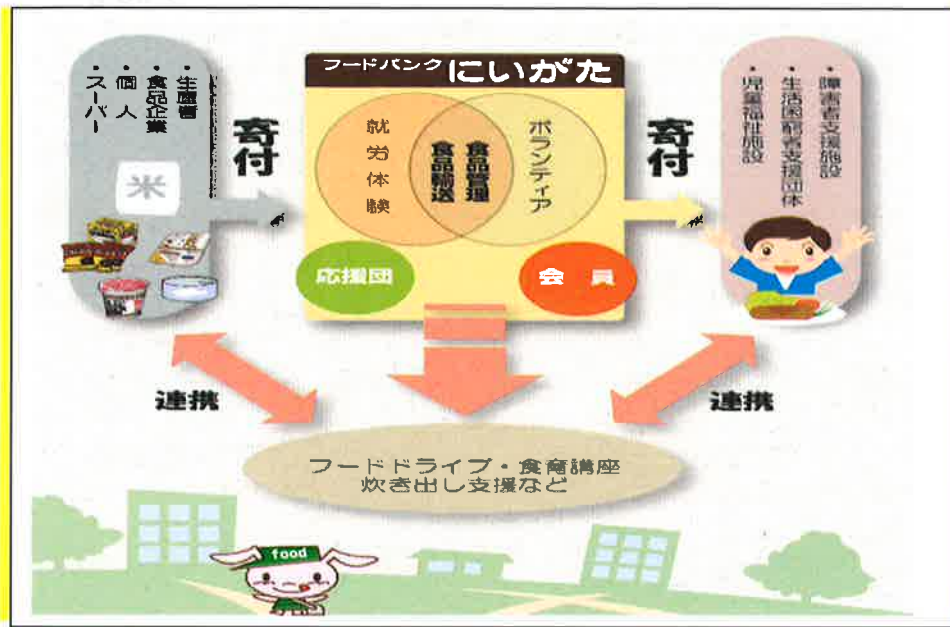 ・生産者
・食品企業
・個人
・スーパー
米
寄付
フードバンクにいがた
就労体験
食品管理
食品輸送
ボランティア
応援団
会員
寄付
・障害者支援施設
・生活困窮者支援団体
・児童福祉施設
連携
連携
フードドライブ・食育講座
炊き出し支援など
food